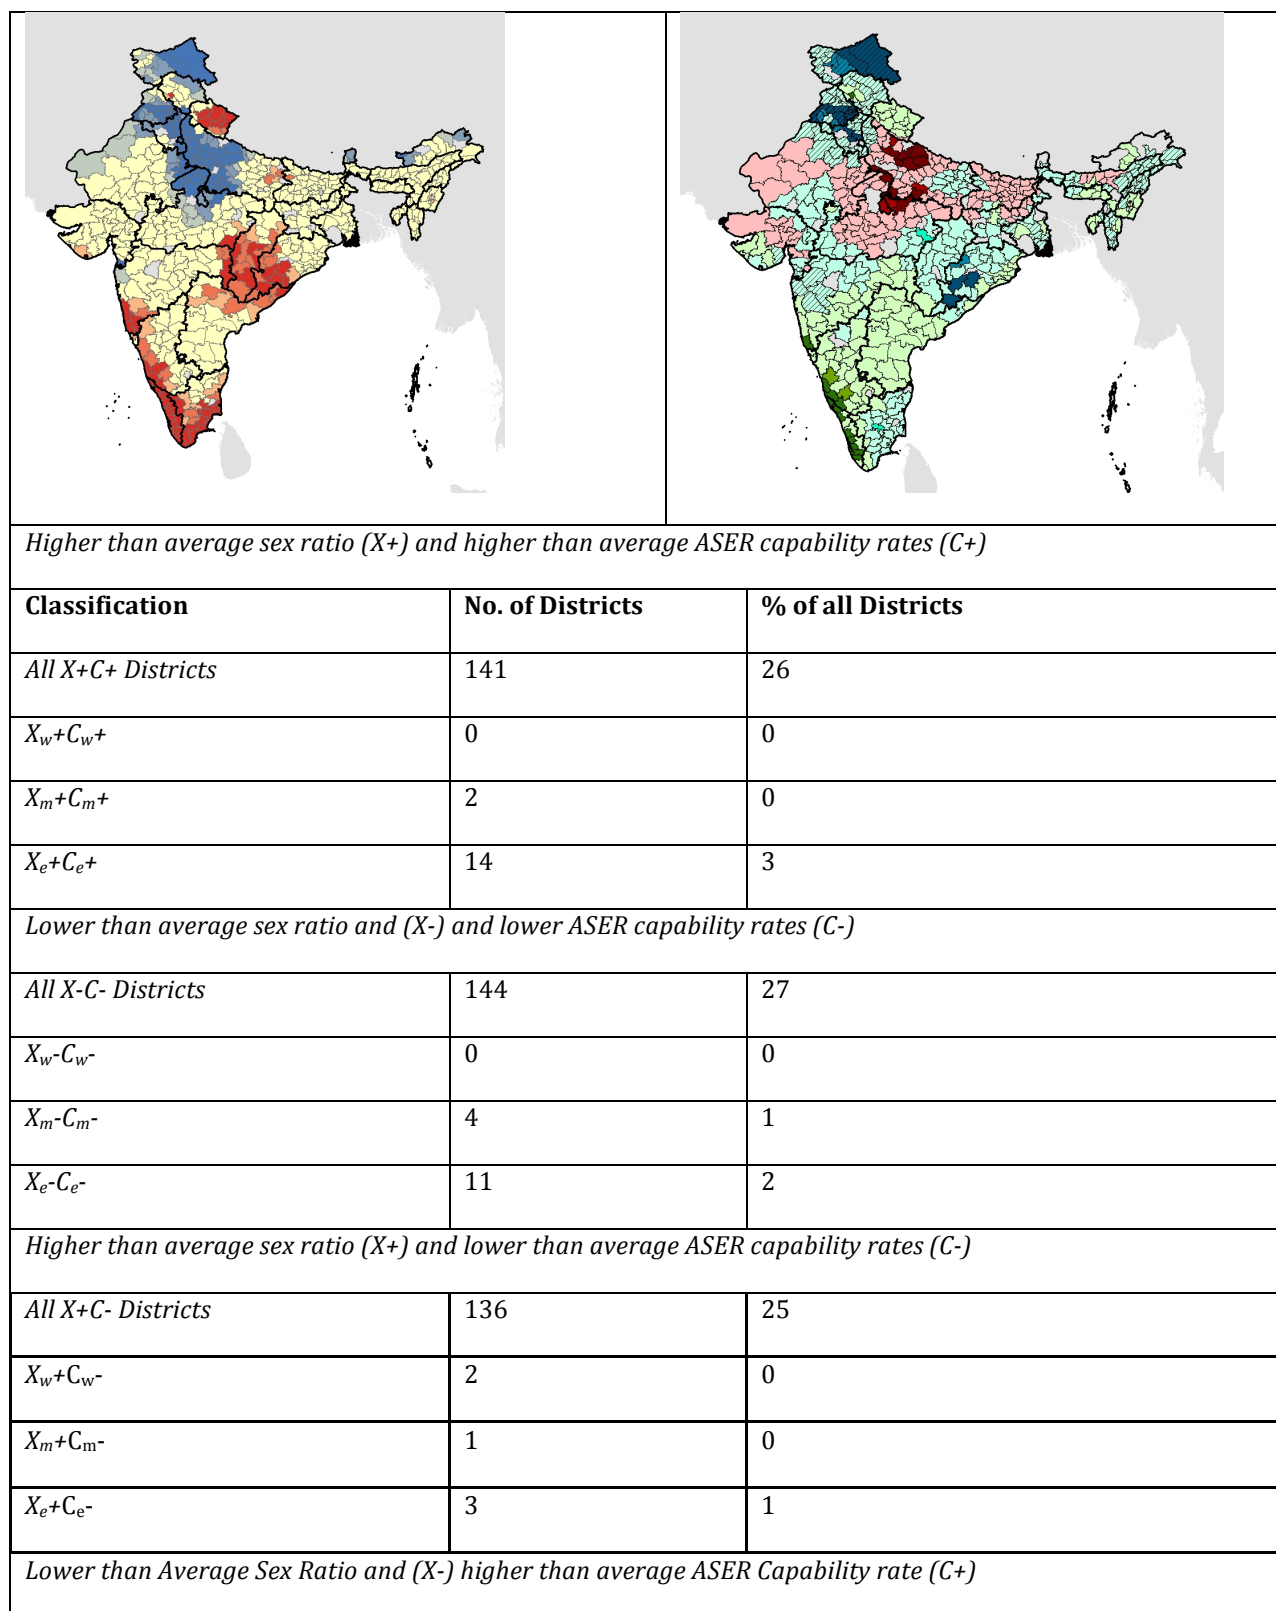 Higher than average sex ratio (X+) and higher than average ASER capability rates (C+)
Classification No. of Districts % of all Districts
All X+C+ Districts 141 26
Xw+Cw+ 0 0
Xm+Cm+ 2 0
Xe+Ce+ 14 3
Lower than average sex ratio and (X-) and lower ASER capability rates (C-)
All X-C- Districts 144 27
Xw-Cw- 0 0
Xm-Cm- 4 1
Xe-Ce- 11 2
Higher than average sex ratio (X+) and lower than average ASER capability rates (C-)
All X+C- Districts 136 25
Xw+Cw- 2 0
Xm+Cm- 1 0
Xe+Ce- 3 1
Lower than Average Sex Ratio and (X-) higher than average ASER Capability rate (C+)